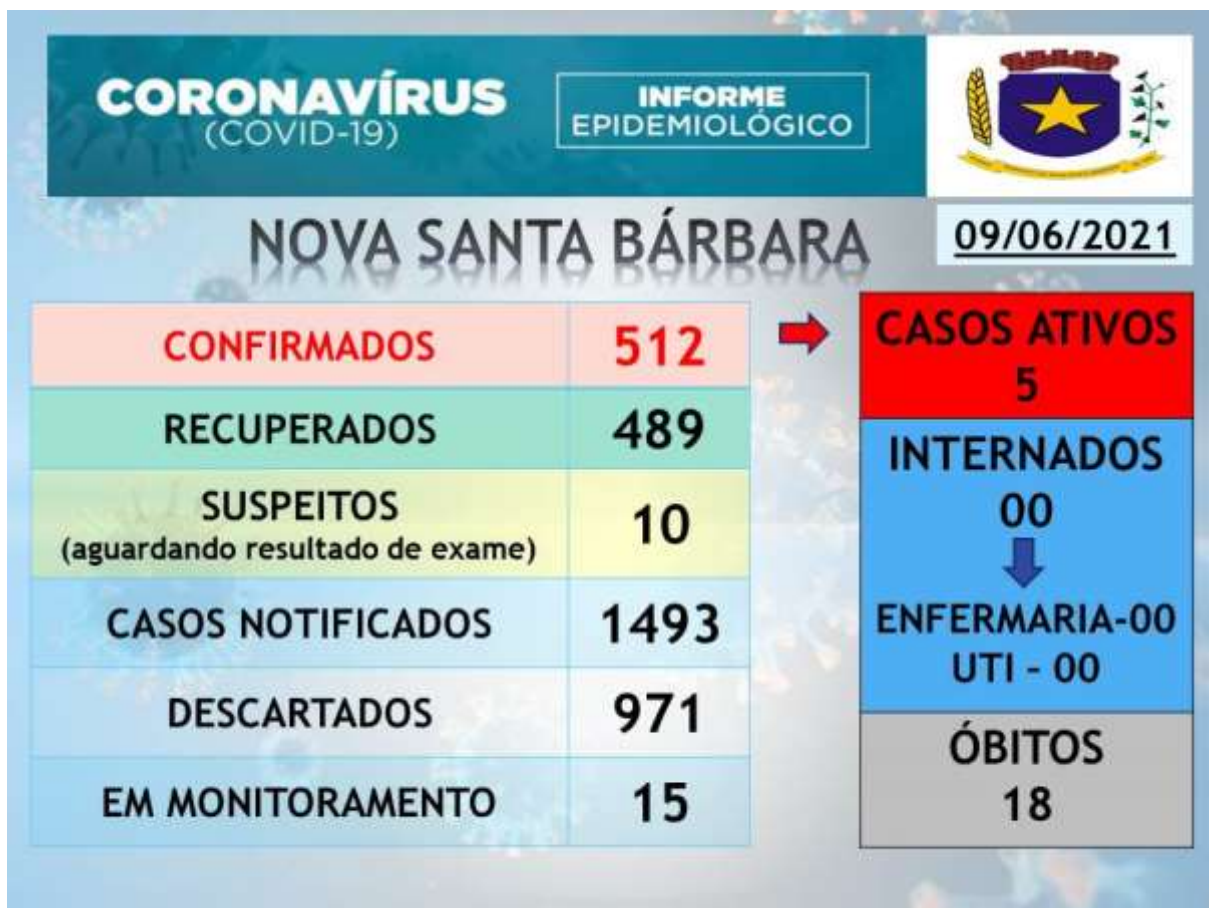 CORONAVÍRUS
(COVID-19)
INFORME
EPIDEMIOLÓGICO
NOVA SANTA BÁRBARA
09/06/2021
CONFIRMADOS 512
RECUPERADOS 489
SUSPEITOS
(aguardando resultado de exame) 10
CASOS NOTIFICADOS 1493
DESCARTADOS 971
EM MONITORAMENTO 15
CASOS ATIVOS
5
INTERNADOS
00
ENFERMARIA-00
UTI – 00
ÓBITOS
18